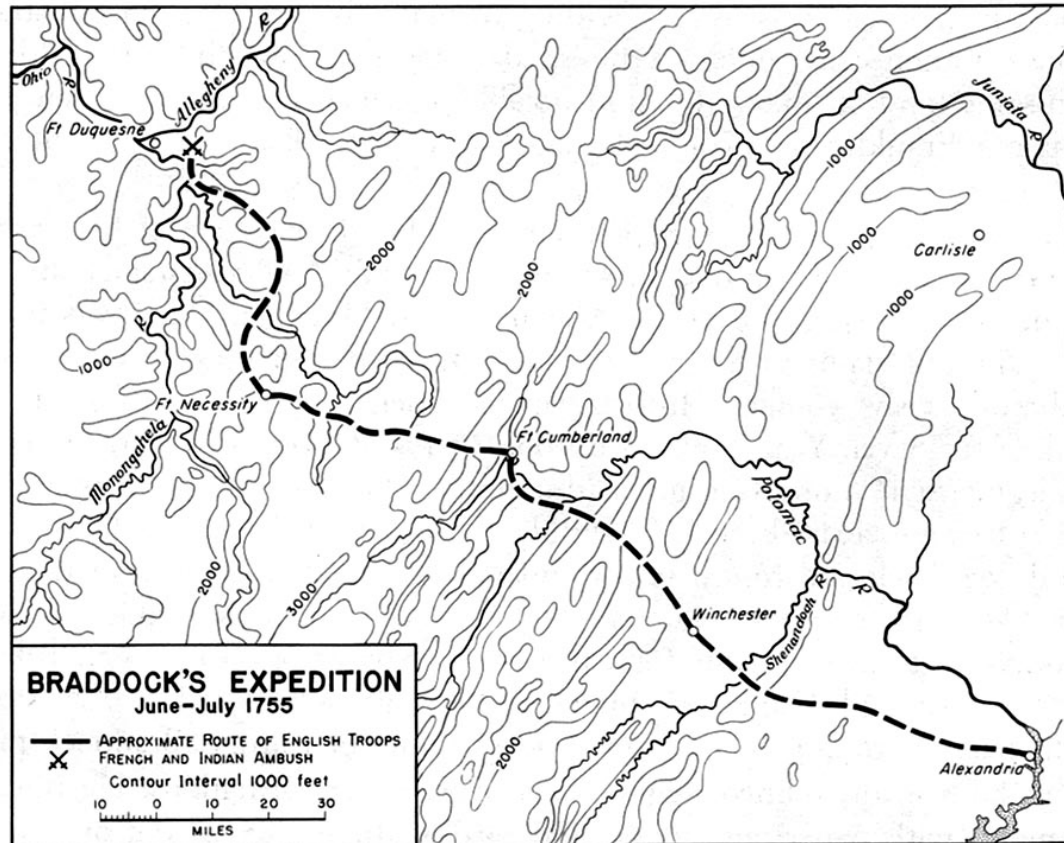 Ohio
R
Allegheny
R
Ft Duquesne
Juniata
R
1000
1000
Carlisle
2000
2000
1000
R
1000
Ft Necessity
Monongahela
Ft Cumberland
Potomac
R
2000
3000
Winchester
Shenandoah R
2000
Alexandria
BRADDOCK'S EXPEDITION
June–July 1755
APPROXIMATE ROUTE OF ENGLISH TROOPS
FRENCH AND INDIAN AMBUSH
Contour Interval 1000 feet
10 0 10 20 30
MILES